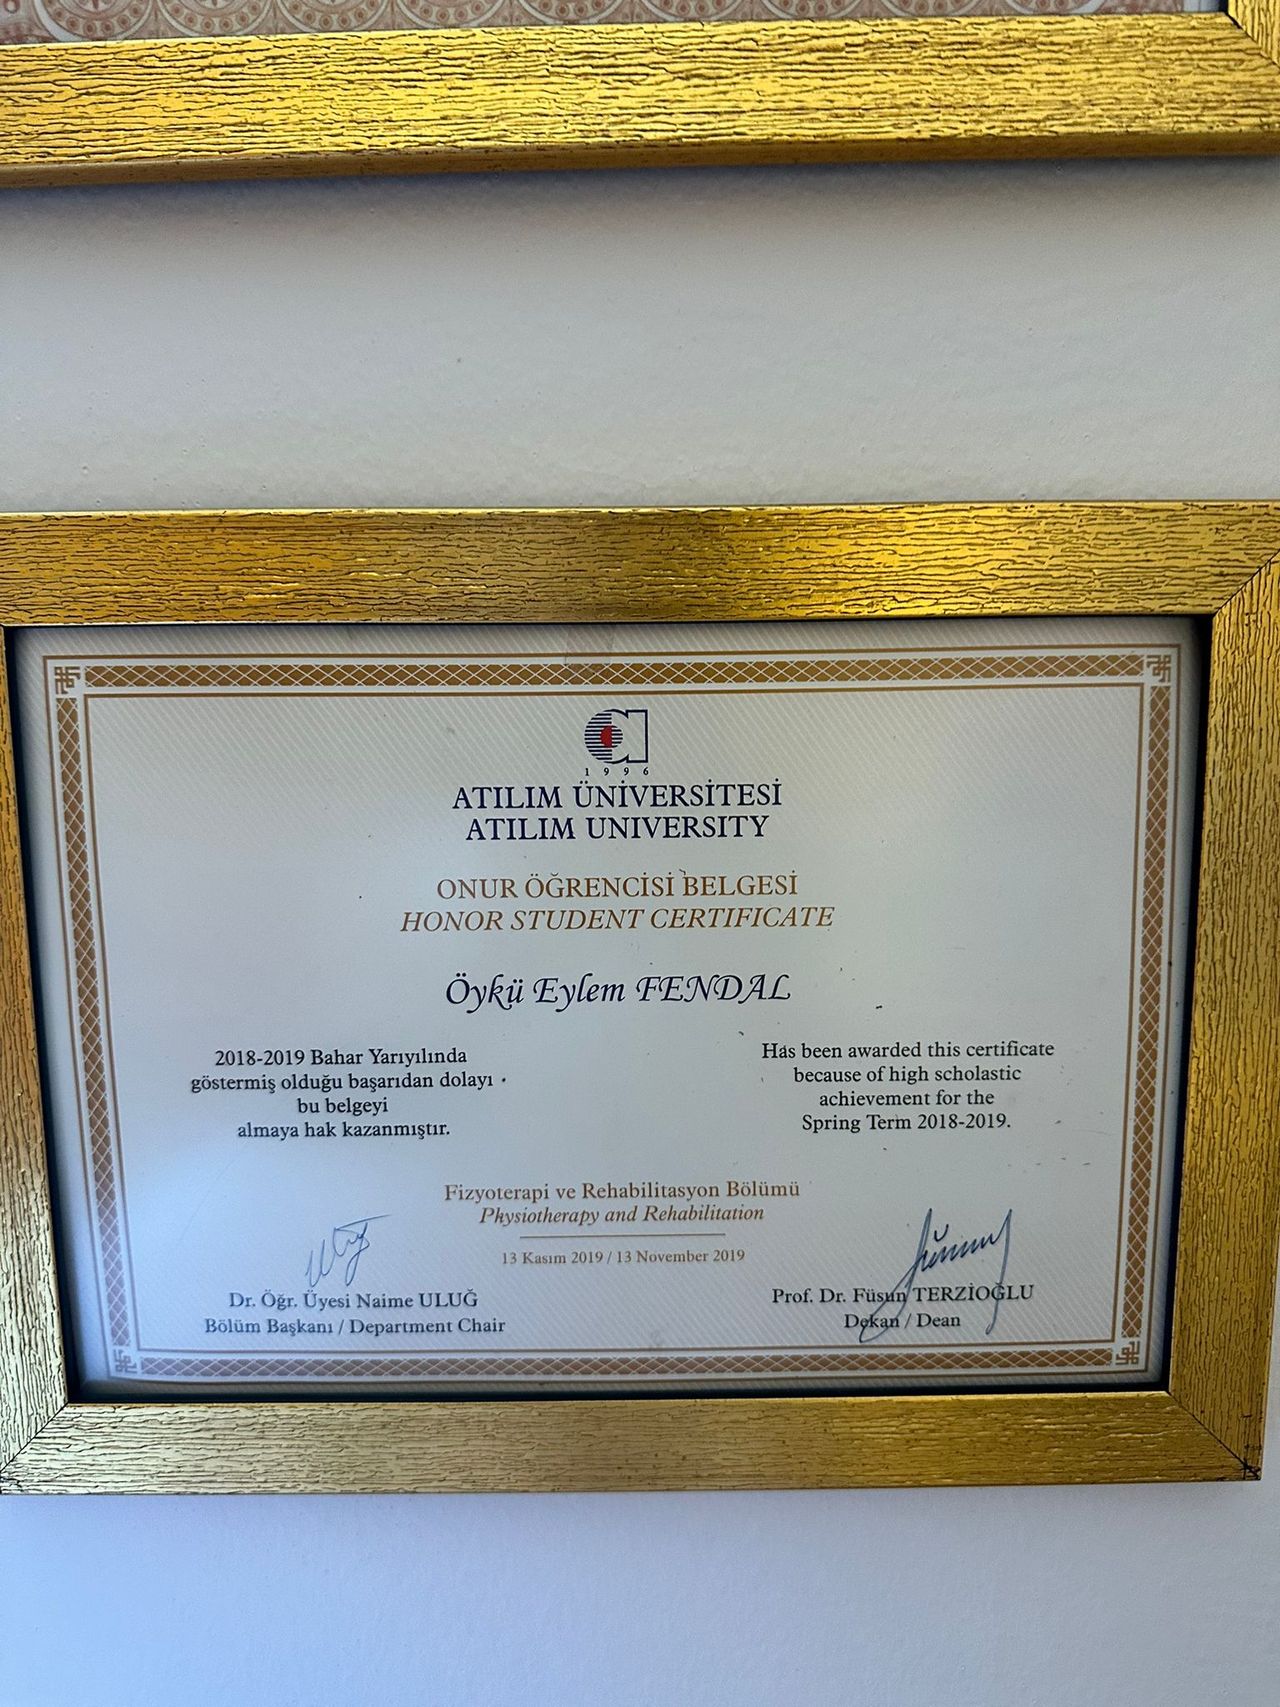 1996
ATILIM ÜNİVERSİTESİ
ATILIM UNIVERSITY
ONUR ÖĞRENCİSİ BELGESİ
HONOR STUDENT CERTIFICATE
Öykü Eylem FENDAL
2018-2019 Bahar Yarıyılında
göstermiş olduğu başarıdan dolayı
bu belgeyi
almaya hak kazanmıştır.
Has been awarded this certificate
because of high scholastic
achievement for the
Spring Term 2018-2019.
Fizyoterapi ve Rehabilitasyon Bölümü
Physiotherapy and Rehabilitation
13 Kasım 2019 / 13 November 2019
Dr. Öğr. Üyesi Naime ULUĞ
Bölüm Başkanı / Department Chair
Prof. Dr. Füsun TERZİOĞLU
Dekan / Dean